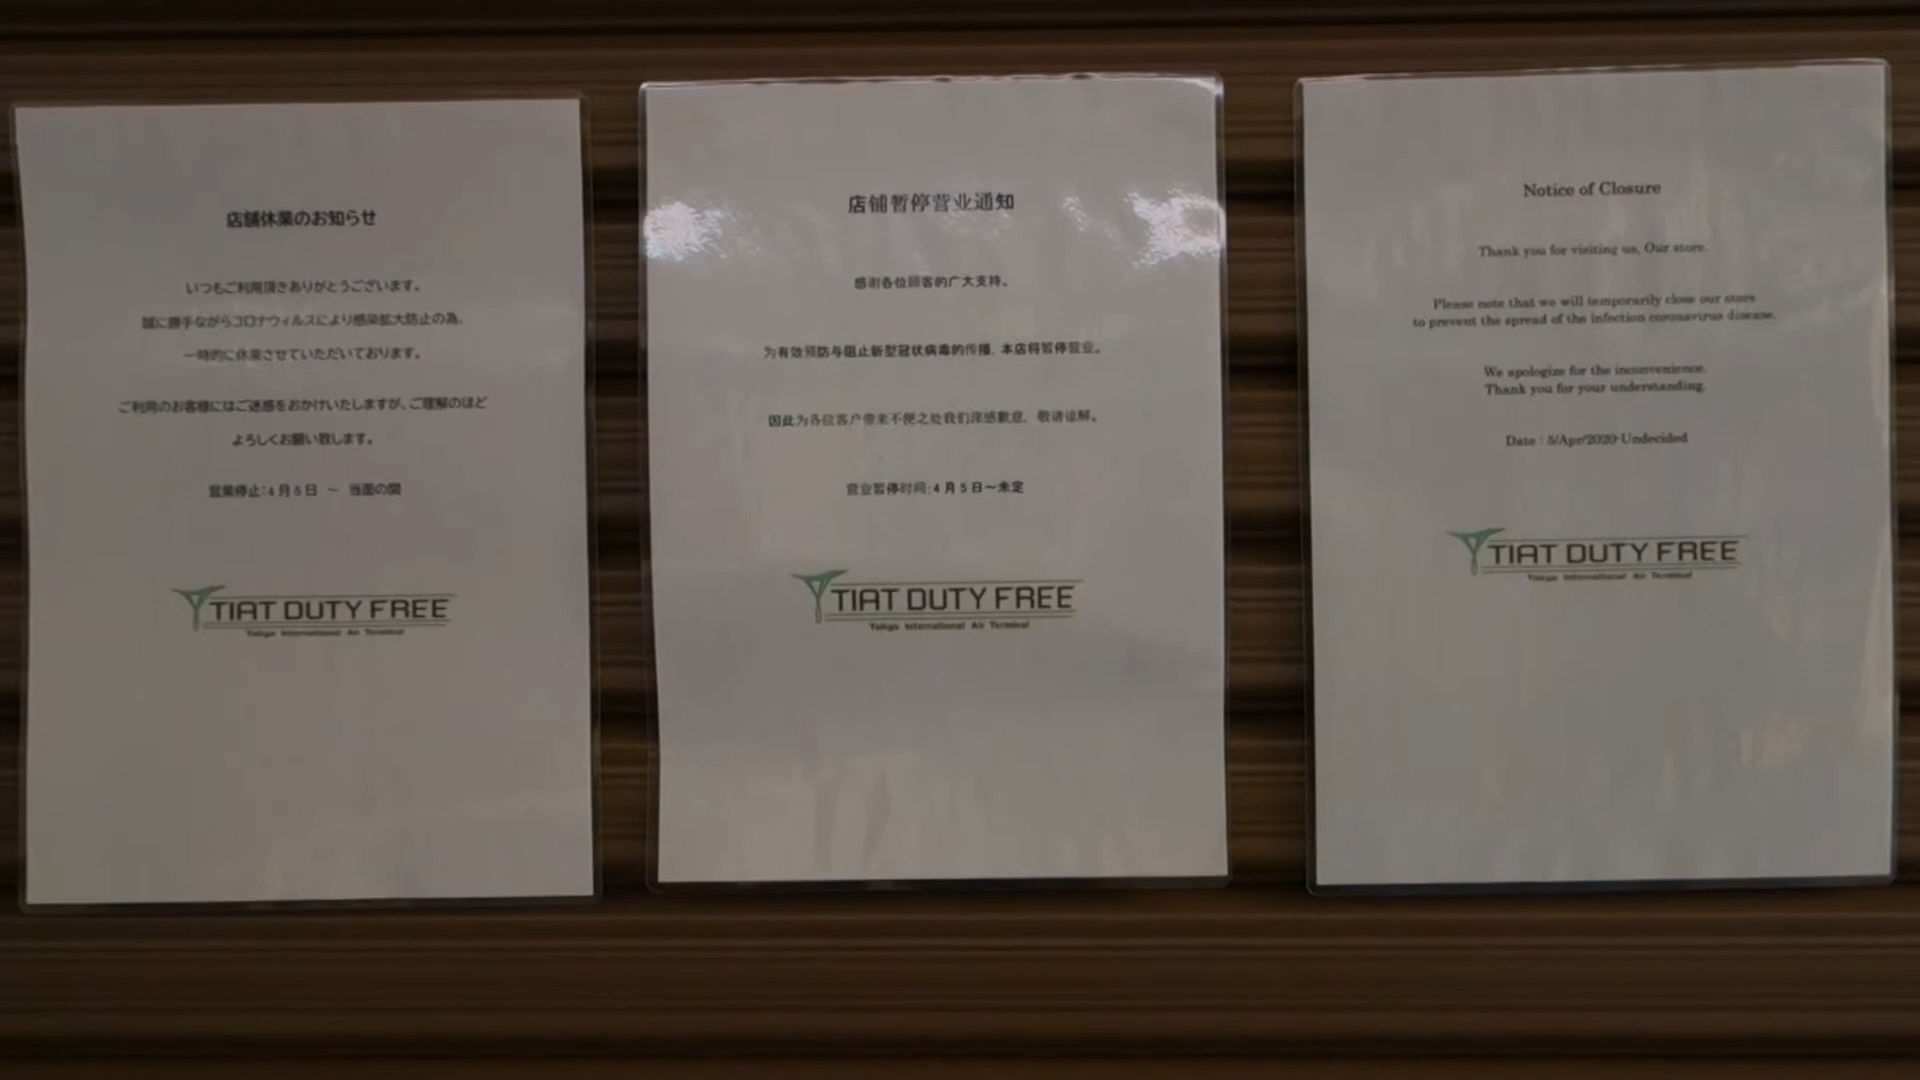 店舗休業のお知らせ
いつもご利用頂きありがとうございます。
誠に勝手ながらコロナウィルスにより感染拡大防止の為、
一時的に休業させていただいております。
ご利用のお客様にはご迷惑をおかけいたしますが、ご理解のほど
よろしくお願い致します。
営業停止:4月5日 ～ 当面の間
TIAT DUTY FREE
Tokyo International Air Terminal
店铺暂停营业通知
感谢各位顾客的广大支持。
为有效预防与阻止新型冠状病毒的传播, 本店将暂停营业。
因此为各位客户带来不便之处我们深感歉意, 敬请谅解。
营业暂停时间:4月5日～未定
TIAT DUTY FREE
Tokyo International Air Terminal
Notice of Closure
Thank you for visiting us, Our store.
Please note that we will temporarily close our store
to prevent the spread of the infection coronavirus disease.
We apologize for the inconvenience.
Thank you for your understanding.
Date : 5/Apr/2020-Undecided
TIAT DUTY FREE
Tokyo International Air Terminal